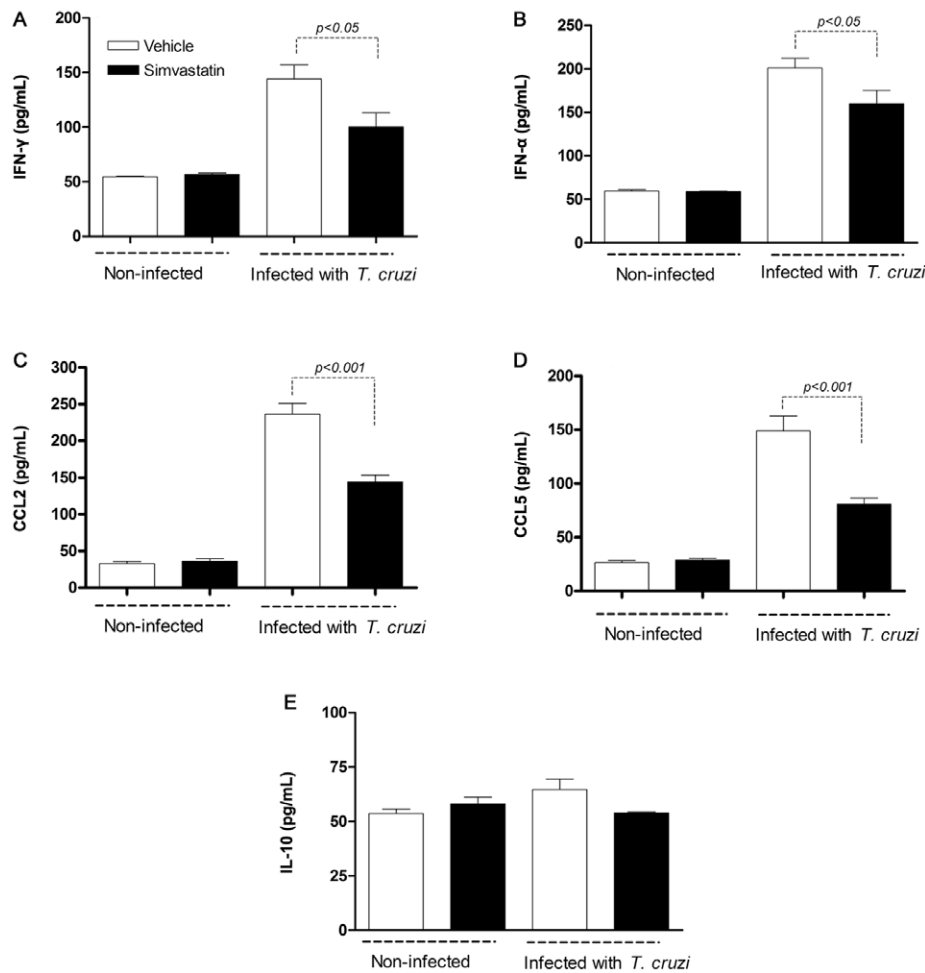 A
IFN-γ (pg/mL)
200
150
100
50
0
Vehicle
Simvastatin
p<0.05
Non-infected
Infected with T. cruzi
B
IFN-α (pg/mL)
250
200
150
100
50
0
p<0.05
Non-infected
Infected with T. cruzi
C
CCL2 (pg/mL)
300
250
200
150
100
50
0
p<0.001
Non-infected
Infected with T. cruzi
D
CCL5 (pg/mL)
200
150
100
50
0
p<0.001
Non-infected
Infected with T. cruzi
E
IL-10 (pg/mL)
100
75
50
25
0
Non-infected
Infected with T. cruzi